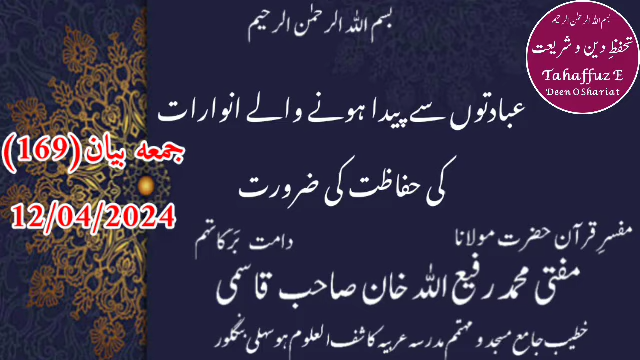 بسم اللہ الرحمٰن الرحیم
بسم اللہ الرحمٰن الرحیم
تحفظِ دین و شریعت
Tahaffuz E
Deen O Shariat
عبادتوں سے پیدا ہونے والے انوارات
کی حفاظت کی ضرورت
جمعہ بیان (169)
12/04/2024
مفسرِ قرآن حضرت مولانا دامت بَرَکاتہم
مفتی محمد رفیع اللہ خان صاحب قاسمی
خطیب جامع مسجد و مہتمم مدرسہ عربیہ کاشف العلوم ہوسہلی بنگلور